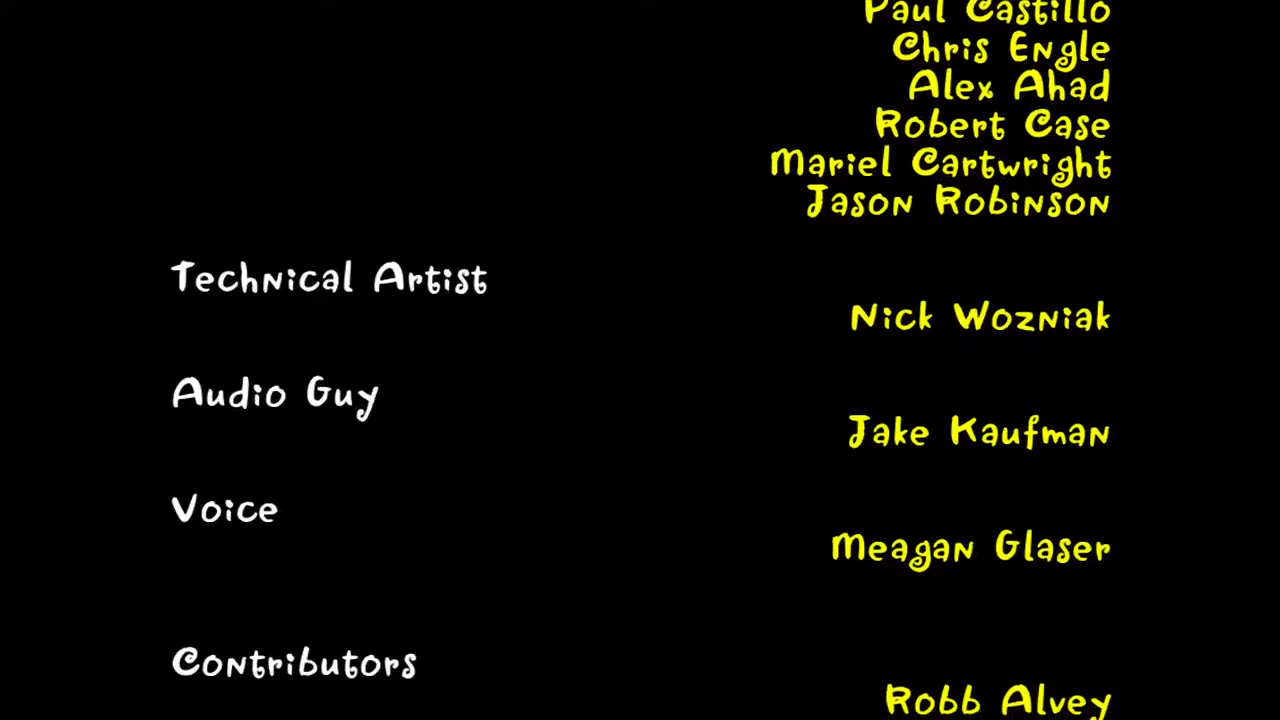 Paul Castillo
Chris Engle
Alex Ahad
Robert Case
Mariel Cartwright
Jason Robinson
Technical Artist
Nick Wozniak
Audio Guy
Jake Kaufman
Voice
Meagan Glaser
Contributors
Robb Alvey